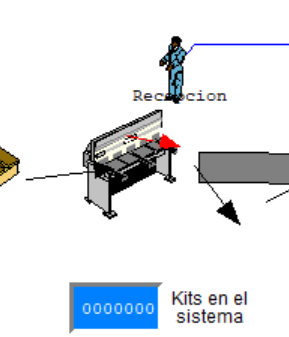 Recepcion
0000000
Kits en el
sistema